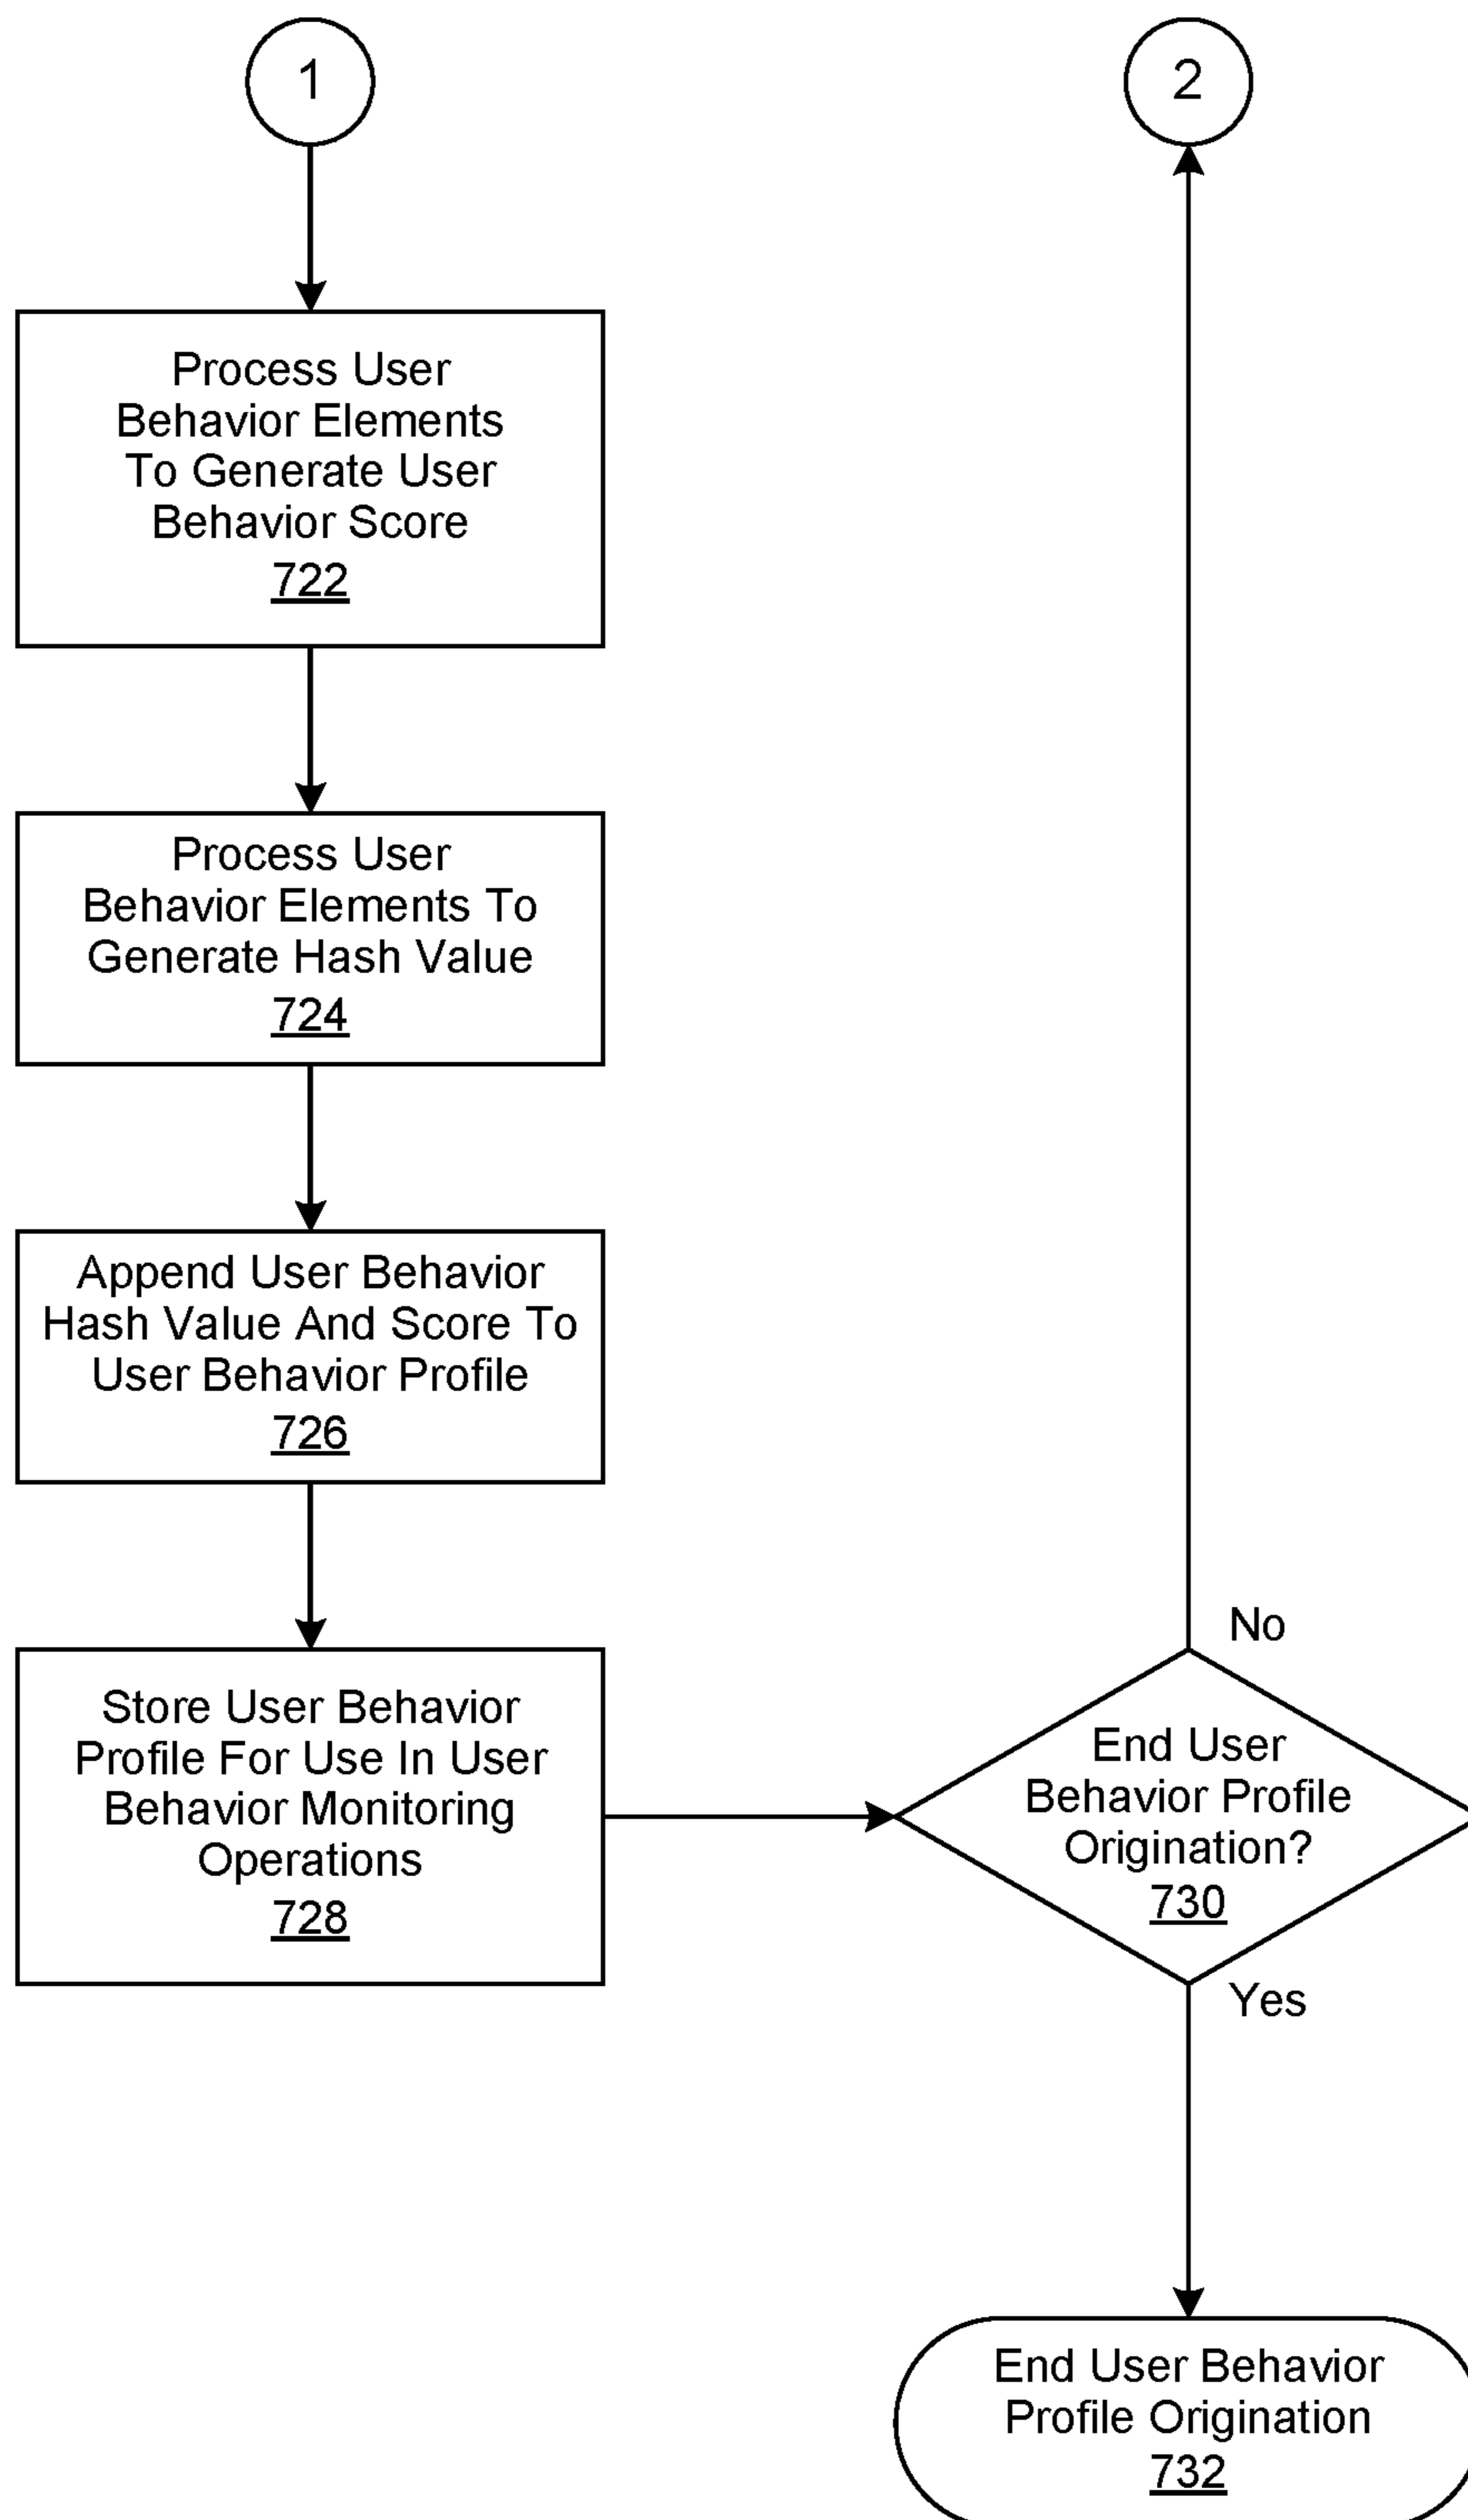 1
Process User
Behavior Elements
To Generate User
Behavior Score
722
Process User
Behavior Elements To
Generate Hash Value
724
Append User Behavior
Hash Value And Score To
User Behavior Profile
726
Store User Behavior
Profile For Use In User
Behavior Monitoring
Operations
728
2
No
End User
Behavior Profile
Origination?
730
Yes
End User Behavior
Profile Origination
732